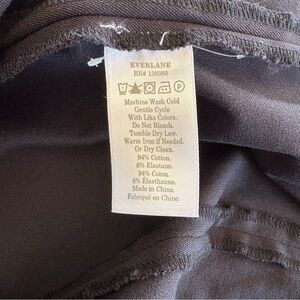 EVERLANE
RN# 139393
Machine Wash Cold
Gentle Cycle
With Like Colors.
Do Not Bleach.
Tumble Dry Low.
Warm Iron if Needed.
Or Dry Clean.
94% Cotton.
6% Elastane.
94% Coton.
6% Élasthanne.
Made in China.
Fabriqué en Chine.